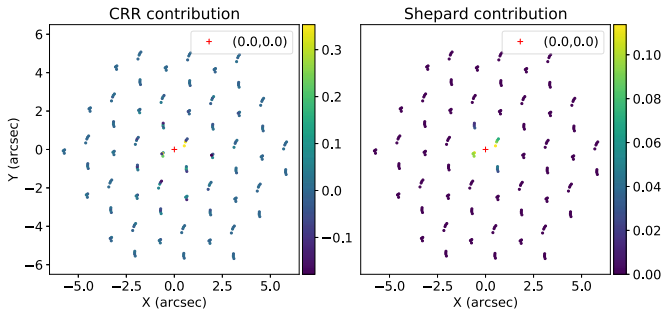 CRR contribution
Shepard contribution
(0.0,0.0)
(0.0,0.0)
Y (arcsec)
6
4
2
0
−2
−4
−6
−5.0 −2.5 0.0 2.5 5.0
X (arcsec)
0.3
0.2
0.1
0.0
−0.1
−5.0 −2.5 0.0 2.5 5.0
X (arcsec)
0.10
0.08
0.06
0.04
0.02
0.00